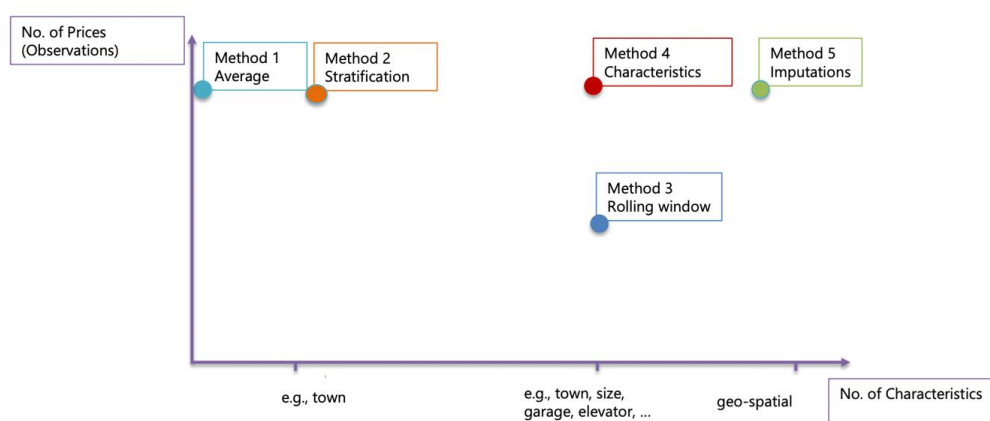 No. of Prices
(Observations)
Method 1
Average
Method 2
Stratification
Method 4
Characteristics
Method 5
Imputations
Method 3
Rolling window
e.g., town
e.g., town, size,
garage, elevator, ...
geo-spatial
No. of Characteristics